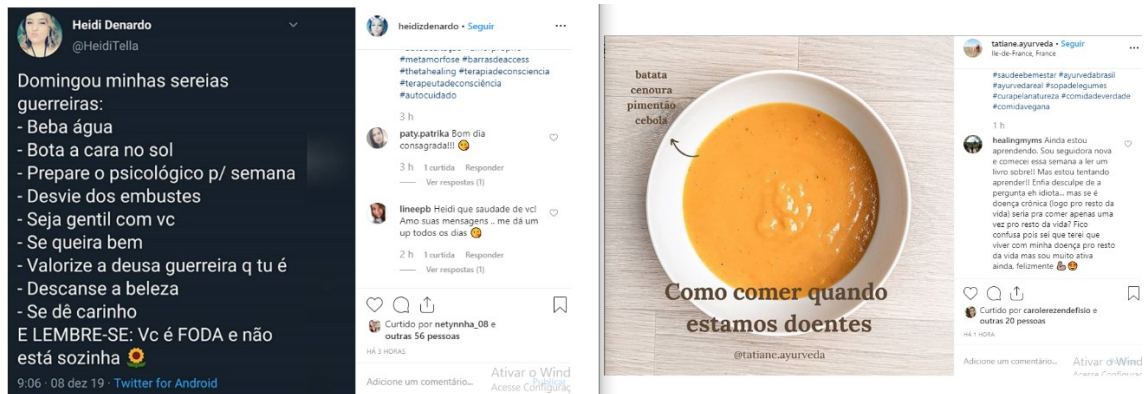 Heidi Denardo
@HeidiTella
Domingou minhas sereias
guerreiras:
- Beba água
- Bota a cara no sol
- Prepare o psicológico p/ semana
- Desvie dos embustes
- Seja gentil com vc
- Se queira bem
- Valorize a deusa guerreira q tu é
- Descanse a beleza
- Se dê carinho
E LEMBRE-SE: Vc é FODA e não
está sozinha 🌻
9:06 · 08 dez 19 · Twitter for Android
heidizdenardo • Seguir
#metamorfose #barrasdeaccess
#thetahealing #terapiadeconsciencia
#terapeutadeconsciência
#autocuidado
3 h
paty.patrika Bom dia
consagrada!!! 😘
3 h 1 curtida Responder
Ver respostas (1)
lineepb Heidi que saudade de vc!
Amo suas mensagens .. me dá um
up todos os dias 😘
2 h 1 curtida Responder
Ver respostas (1)
Curtido por netynnha_08 e
outras 56 pessoas
HÁ 3 HORAS
Adicione um comentário... Publicar
Ativar o Wind
Acesse Configuraç
batata
cenoura
pimentão
cebola
Como comer quando
estamos doentes
@tatiane.ayurveda
tatiane.ayurveda • Seguir
Ile-de-France, France
#saudeebemestar #ayurvedabrasil
#ayurvedareal #sopadelegumes
#curapelanatureza #comidadeverdade
#comidavegana
1 h
healingmyms Ainda estou
aprendendo. Sou seguidora nova
e comecei essa semana a ler um
livro sobre!! Mas estou tentando
aprender!! Enfia desculpe de a
pergunta eh idiota... mas se é
doença crônica (logo pro resto da
vida) seria pra comer apenas uma
vez pro resto da vida? Fico
confusa pois sei que terei que
viver com minha doença pro resto
da vida mas sou muito ativa
ainda, felizmente 💪😍
Curtido por carolerezendefisio e
outras 20 pessoas
HÁ 1 HORA
Adicione um comentário...
Ativar o Wind
Acesse Configuraç